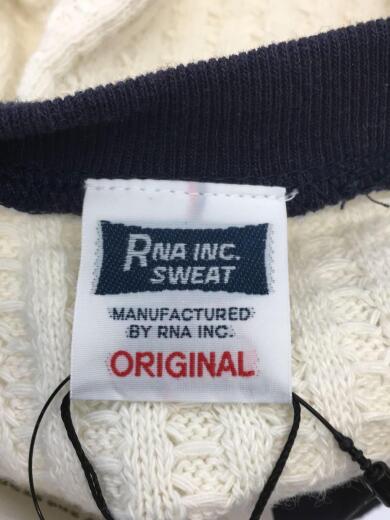 RNA INC.
SWEAT
MANUFACTURED
BY RNA INC.
ORIGINAL